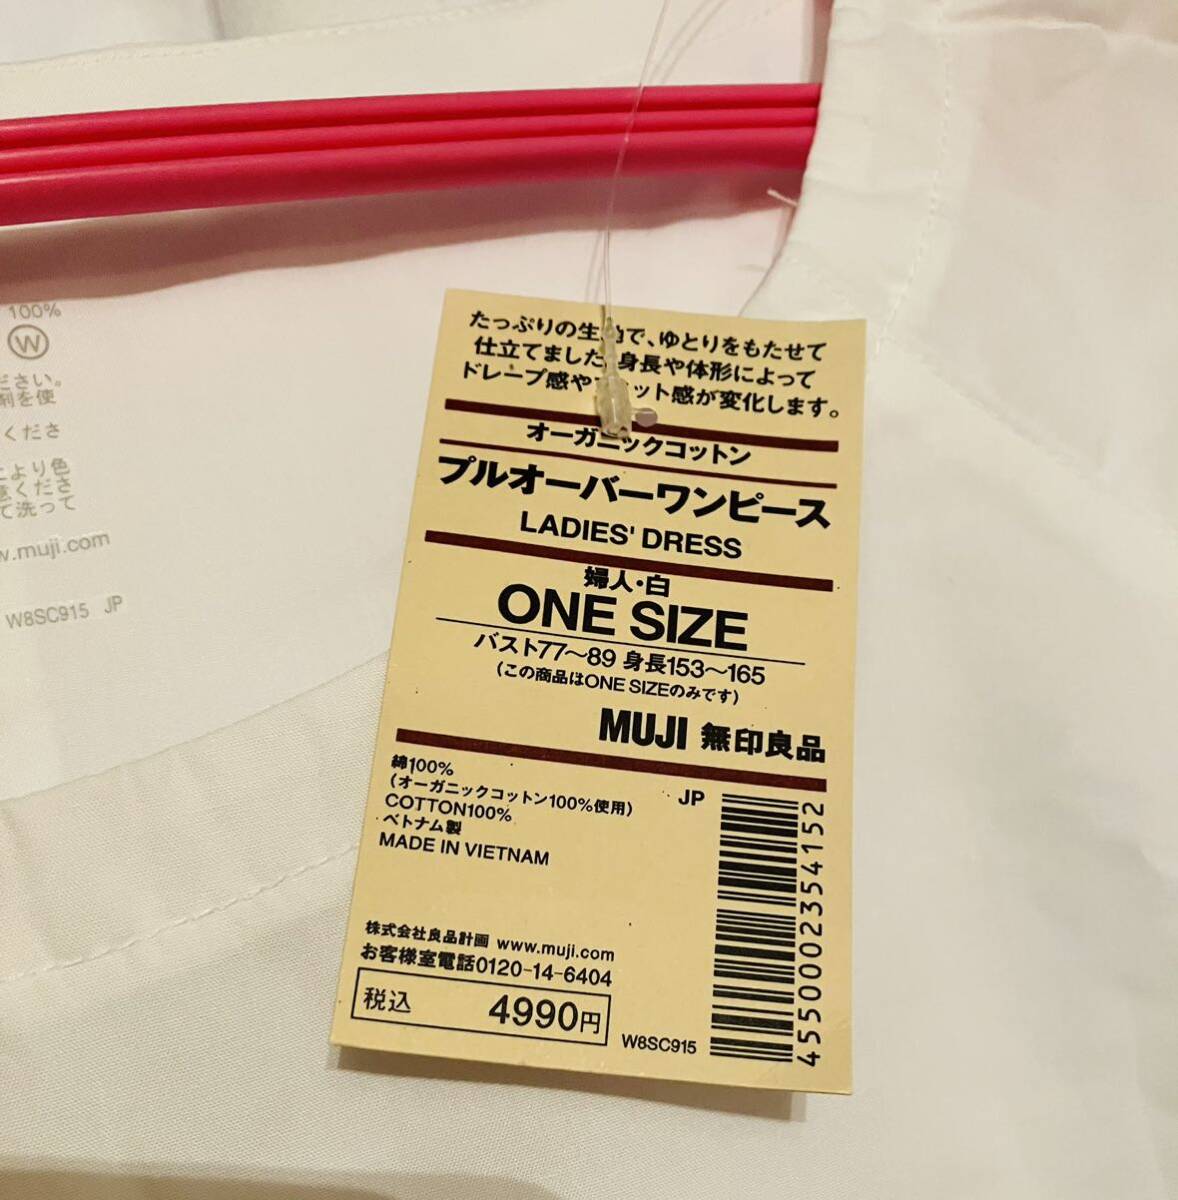 たっぷりの生地で、ゆとりをもたせて
仕立てました。身長や体形によって
ドレープ感や フィット感が変化します。
オーガニックコットン
プルオーバーワンピース
LADIES' DRESS
婦人・白
ONE SIZE
バスト77〜89 身長153〜165
(この商品はONE SIZEのみです)
MUJI 無印良品
綿100%
(オーガニックコットン100%使用)
COTTON100%
ベトナム製
MADE IN VIETNAM
JP
4550002354152
株式会社良品計画 www.muji.com
お客様室電話0120-14-6404
税込 4990円
W8SC915
100%
W
ださい。
剤を使
くださ
により色
意くださ
て洗って
w.muji.com
W8SC915 JP